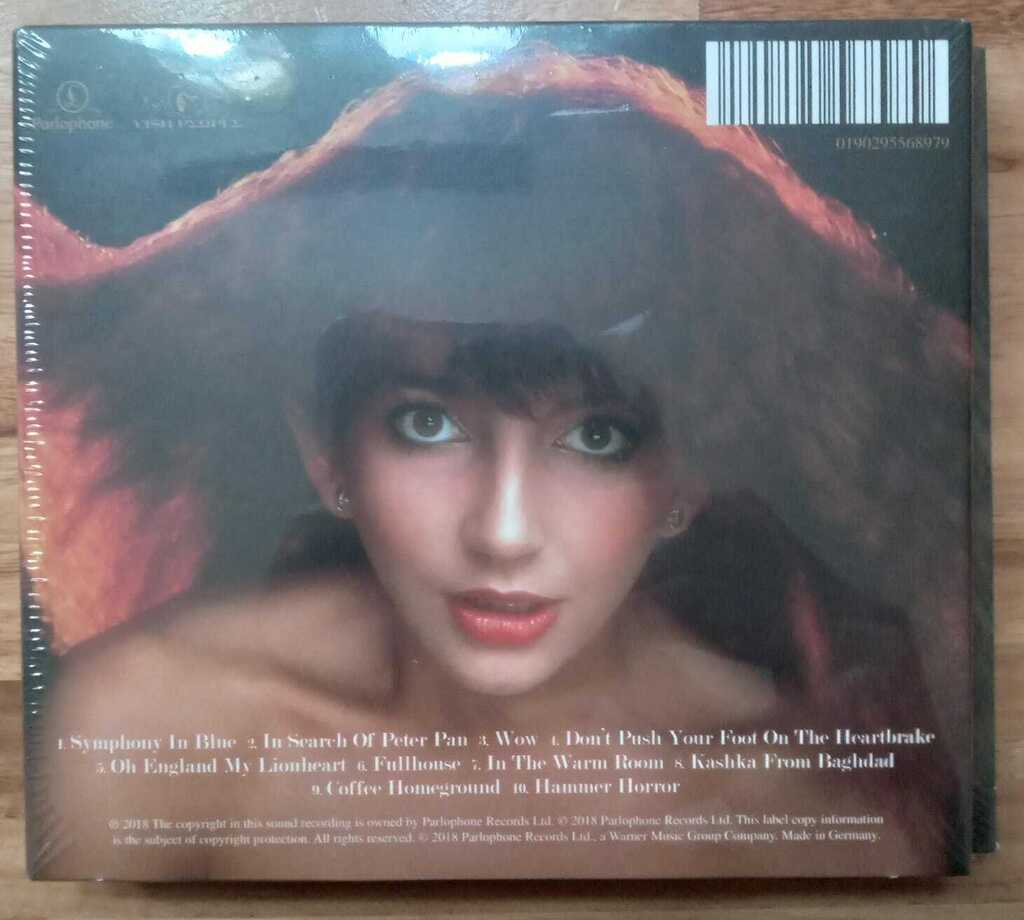 Parlophone
FISH PEOPLE
0190295568979
1. Symphony In Blue 2. In Search Of Peter Pan 3. Wow 4. Don't Push Your Foot On The Heartbrake
5. Oh England My Lionheart 6. Fullhouse 7. In The Warm Room 8. Kashka From Baghdad
9. Coffee Homeground 10. Hammer Horror
℗ 2018 The copyright in this sound recording is owned by Parlophone Records Ltd. © 2018 Parlophone Records Ltd. This label copy information
is the subject of copyright protection. All rights reserved. © 2018 Parlophone Records Ltd., a Warner Music Group Company. Made in Germany.